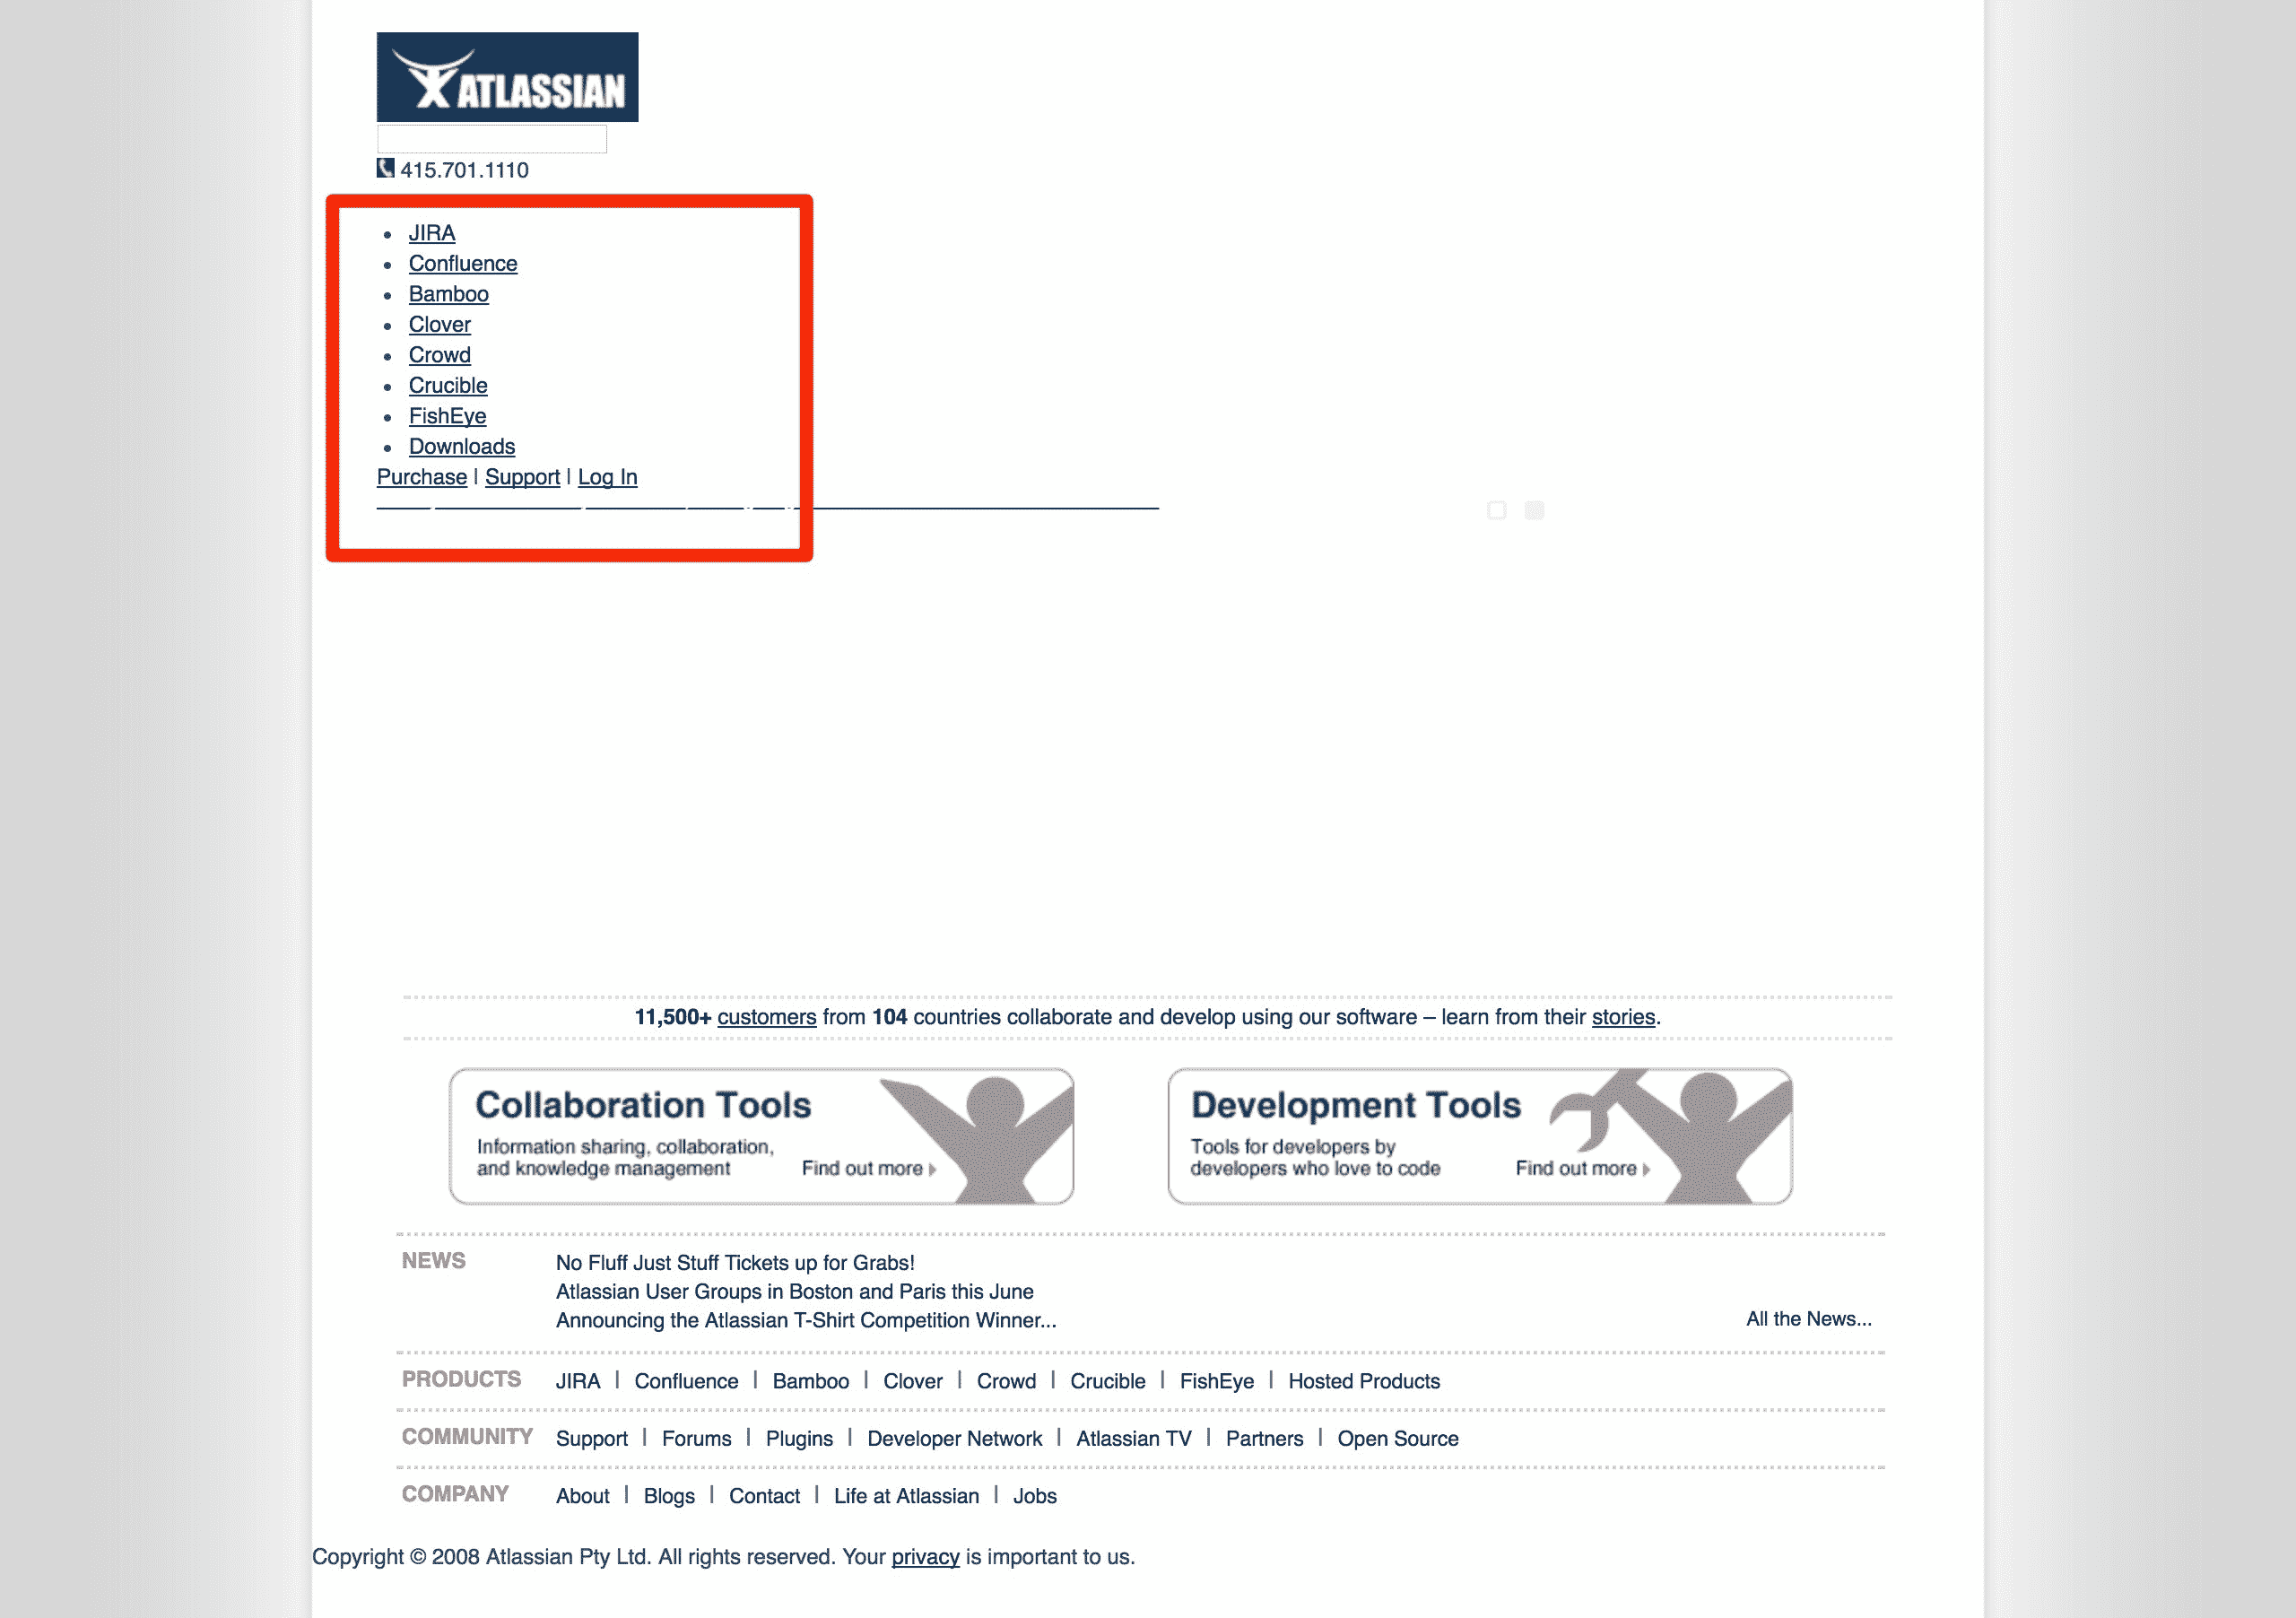 ATLASSIAN
415.701.1110
JIRA
Confluence
Bamboo
Clover
Crowd
Crucible
FishEye
Downloads
Purchase | Support | Log In
11,500+ customers from 104 countries collaborate and develop using our software – learn from their stories.
Collaboration Tools
Information sharing, collaboration,
and knowledge management
Find out more
Development Tools
Tools for developers by
developers who love to code
Find out more
NEWS
No Fluff Just Stuff Tickets up for Grabs!
Atlassian User Groups in Boston and Paris this June
Announcing the Atlassian T-Shirt Competition Winner...
All the News...
PRODUCTS JIRA | Confluence | Bamboo | Clover | Crowd | Crucible | FishEye | Hosted Products
COMMUNITY Support | Forums | Plugins | Developer Network | Atlassian TV | Partners | Open Source
COMPANY About | Blogs | Contact | Life at Atlassian | Jobs
Copyright © 2008 Atlassian Pty Ltd. All rights reserved. Your privacy is important to us.